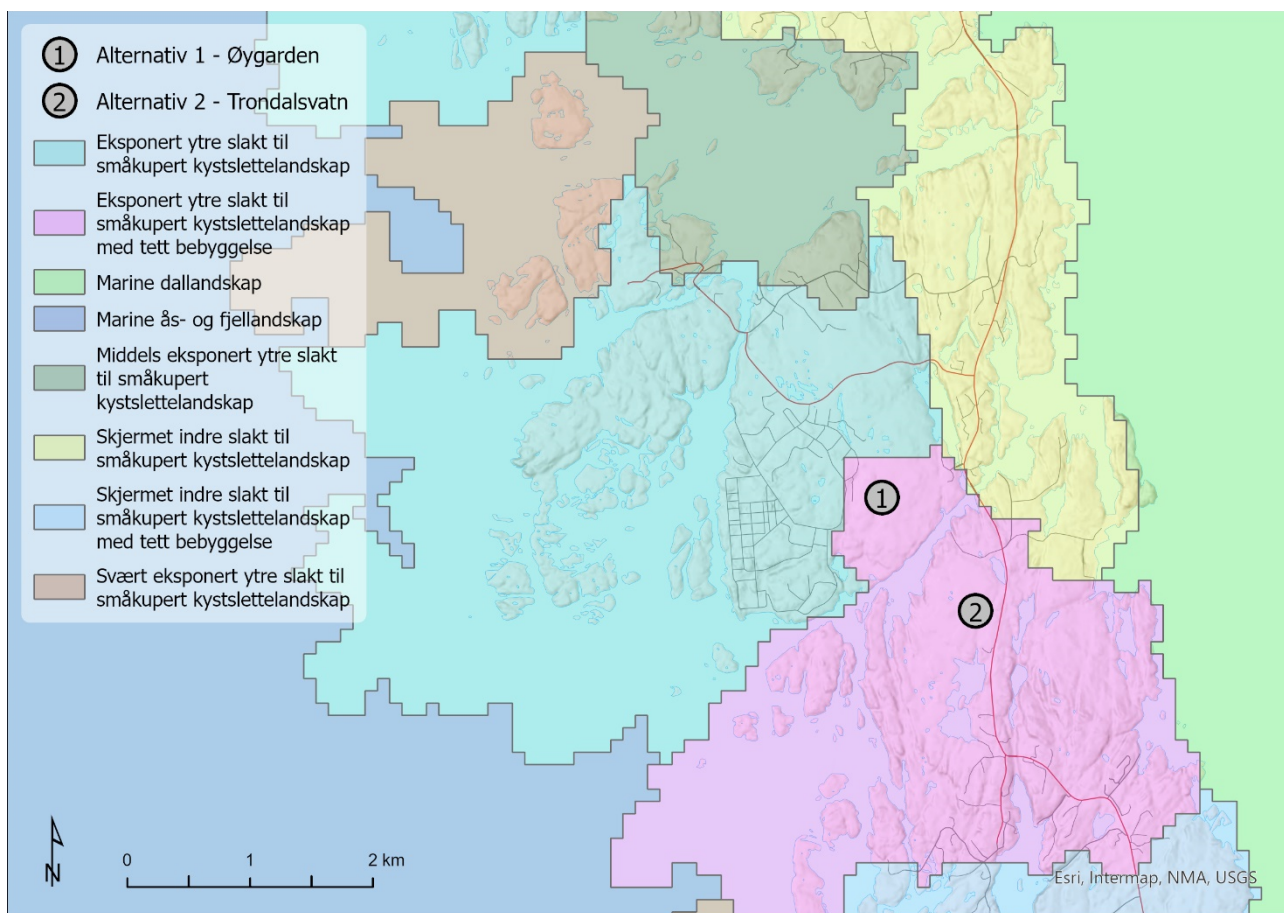 1 Alternativ 1 - Øygarden
2 Alternativ 2 - Trondalsvatn
Eksponert ytre slakt til
småkupert kystslettelandskap
Eksponert ytre slakt til
småkupert kystslettelandskap
med tett bebyggelse
Marine dallandskap
Marine ås- og fjellandskap
Middels eksponert ytre slakt
til småkupert
kystslettelandskap
Skjermet indre slakt til
småkupert kystslettelandskap
Skjermet indre slakt til
småkupert kystslettelandskap
med tett bebyggelse
Svært eksponert ytre slakt til
småkupert kystslettelandskap
1
2
N
0 1 2 km
Esri, Intermap, NMA, USGS